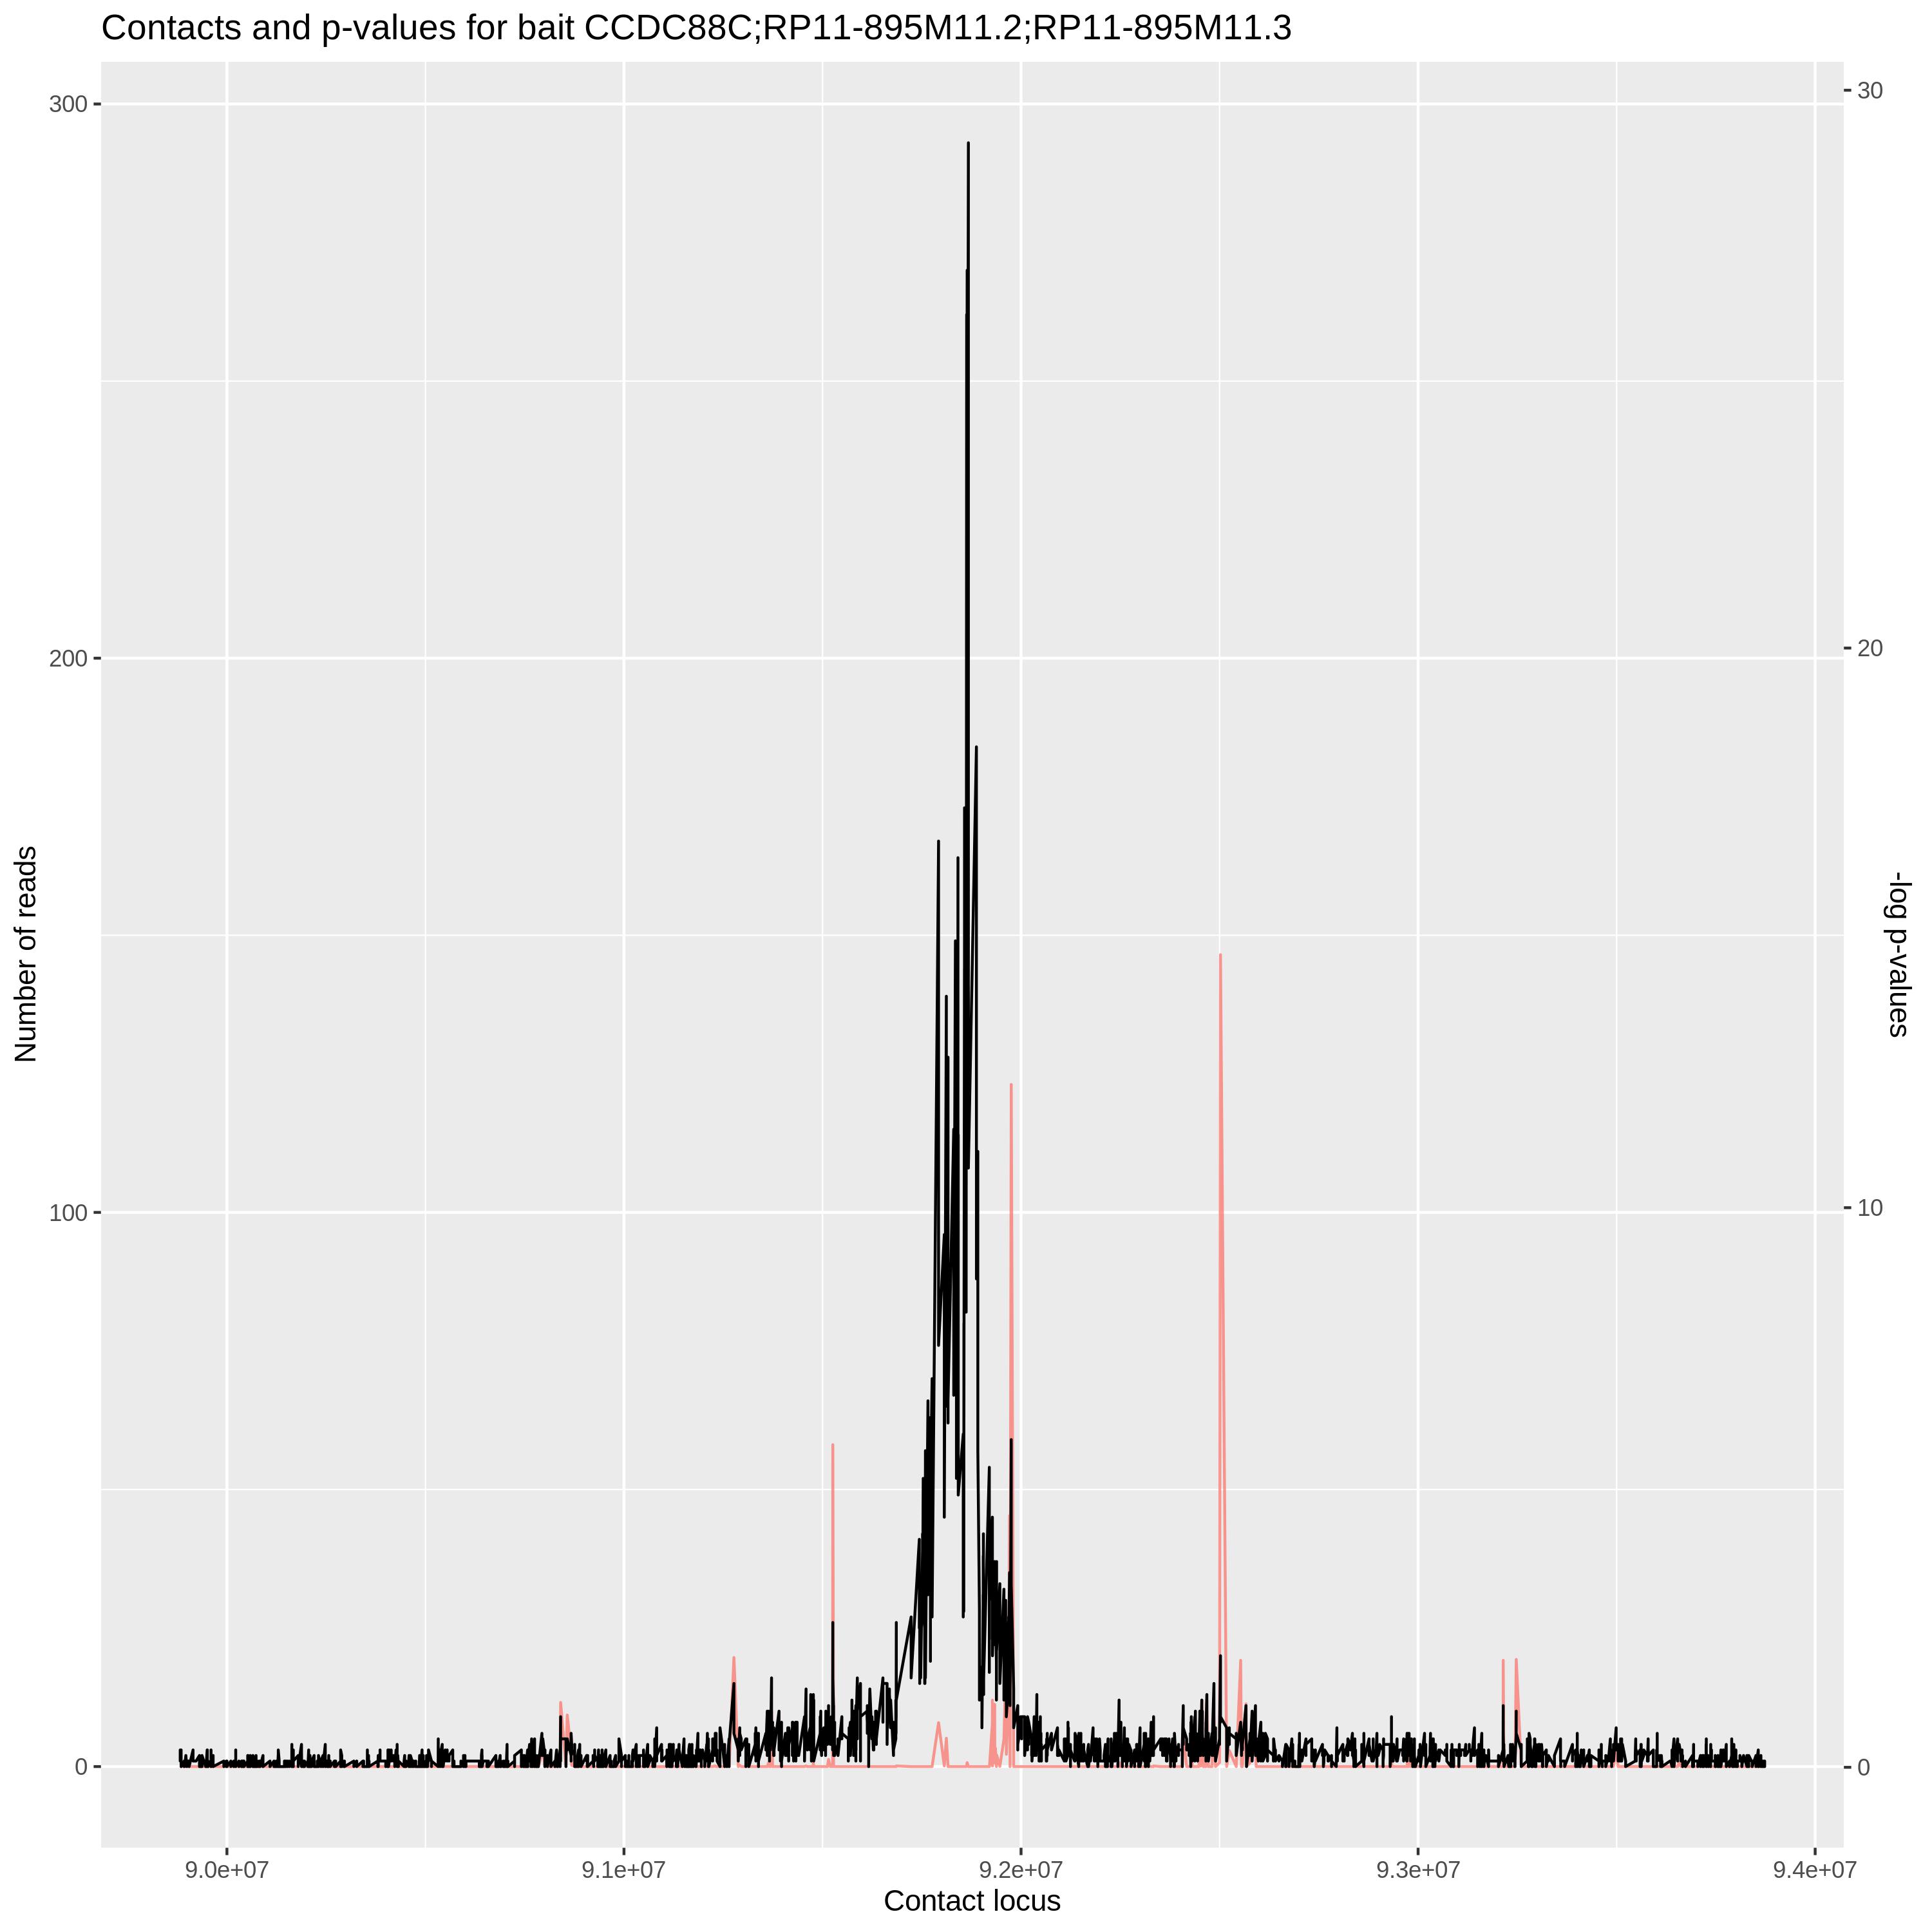 Contacts and p-values for bait CCDC88C;RP11-895M11.2;RP11-895M11.3
300
200
100
0
Number of reads
30
20
10
0
-log p-values
9.0e+07 9.1e+07 9.2e+07 9.3e+07 9.4e+07
Contact locus